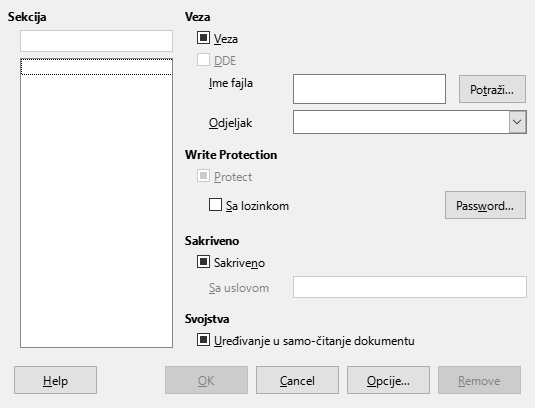 Sekcija
Veza
Veza
DDE
Ime fajla
Potraži...
Odjeljak
Write Protection
Protect
Sa lozinkom
Password...
Sakriveno
Sakriveno
Sa uslovom
Svojstva
Uređivanje u samo-čitanje dokumentu
Help
OK
Cancel
Opcije...
Remove